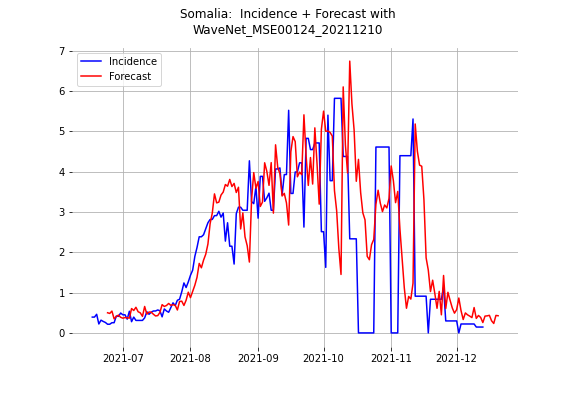 Somalia:  Incidence + Forecast with
WaveNet_MSE00124_20211210
Incidence
Forecast
7
6
5
4
3
2
1
0
2021-07 2021-08 2021-09 2021-10 2021-11 2021-12